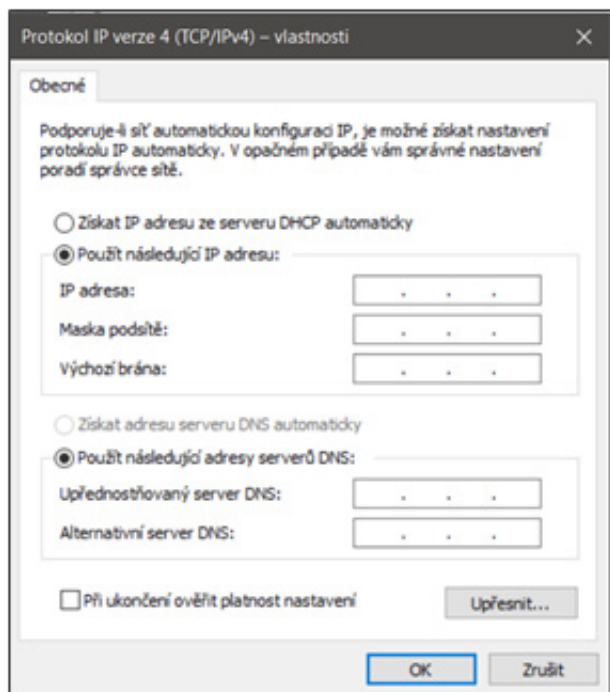 Protokol IP verze 4 (TCP/IPv4) – vlastnosti
Obecné
Podporuje-li síť automatickou konfiguraci IP, je možné získat nastavení
protokolu IP automaticky. V opačném případě vám správné nastavení
poradí správce sítě.
Získat IP adresu ze serveru DHCP automaticky
Použít následující IP adresu:
IP adresa:
Maska podsítě:
Výchozí brána:
Získat adresu serveru DNS automaticky
Použít následující adresy serverů DNS:
Upřednostňovaný server DNS:
Alternativní server DNS:
Při ukončení ověřit platnost nastavení
Upřesnit...
OK Zrušit